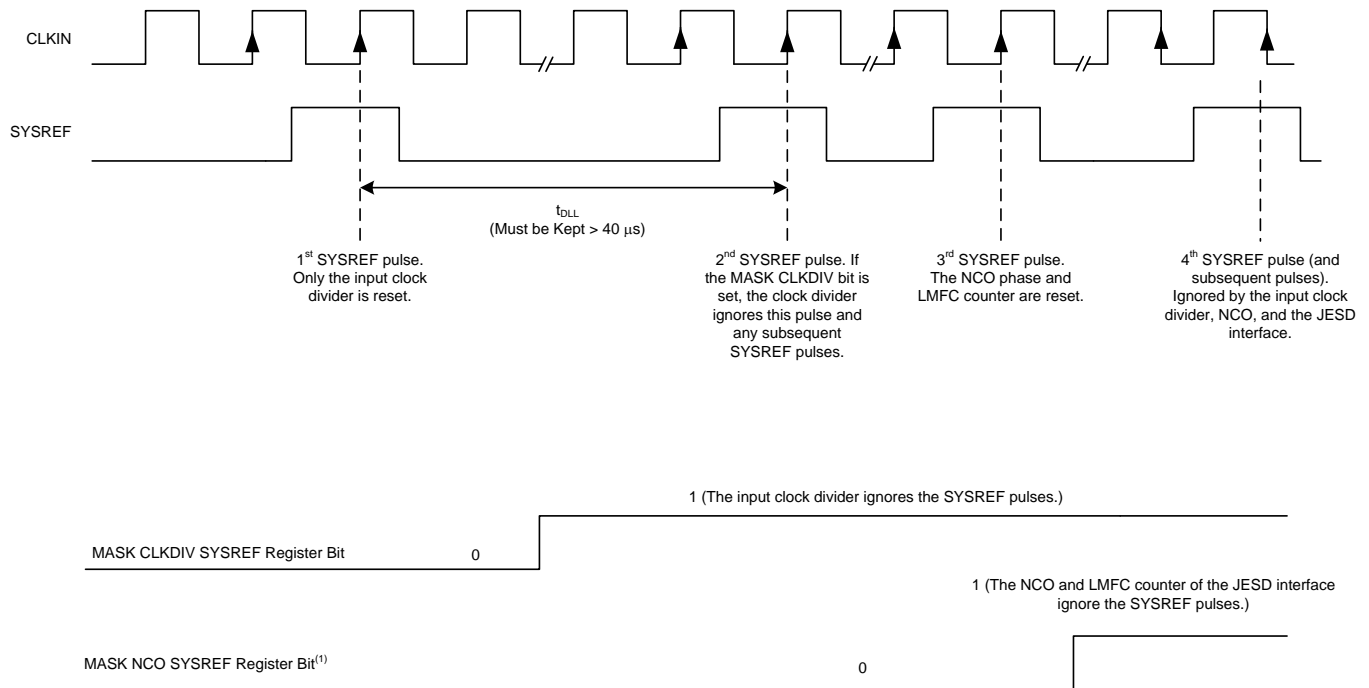 CLKIN
SYSREF
tDLL
(Must be Kept > 40 μs)
1st SYSREF pulse.
Only the input clock
divider is reset.
2nd SYSREF pulse. If
the MASK CLKDIV bit is
set, the clock divider
ignores this pulse and
any subsequent
SYSREF pulses.
3rd SYSREF pulse.
The NCO phase and
LMFC counter are reset.
4th SYSREF pulse (and
subsequent pulses).
Ignored by the input clock
divider, NCO, and the JESD
interface.
1 (The input clock divider ignores the SYSREF pulses.)
MASK CLKDIV SYSREF Register Bit 0
1 (The NCO and LMFC counter of the JESD interface
ignore the SYSREF pulses.)
MASK NCO SYSREF Register Bit(1) 0